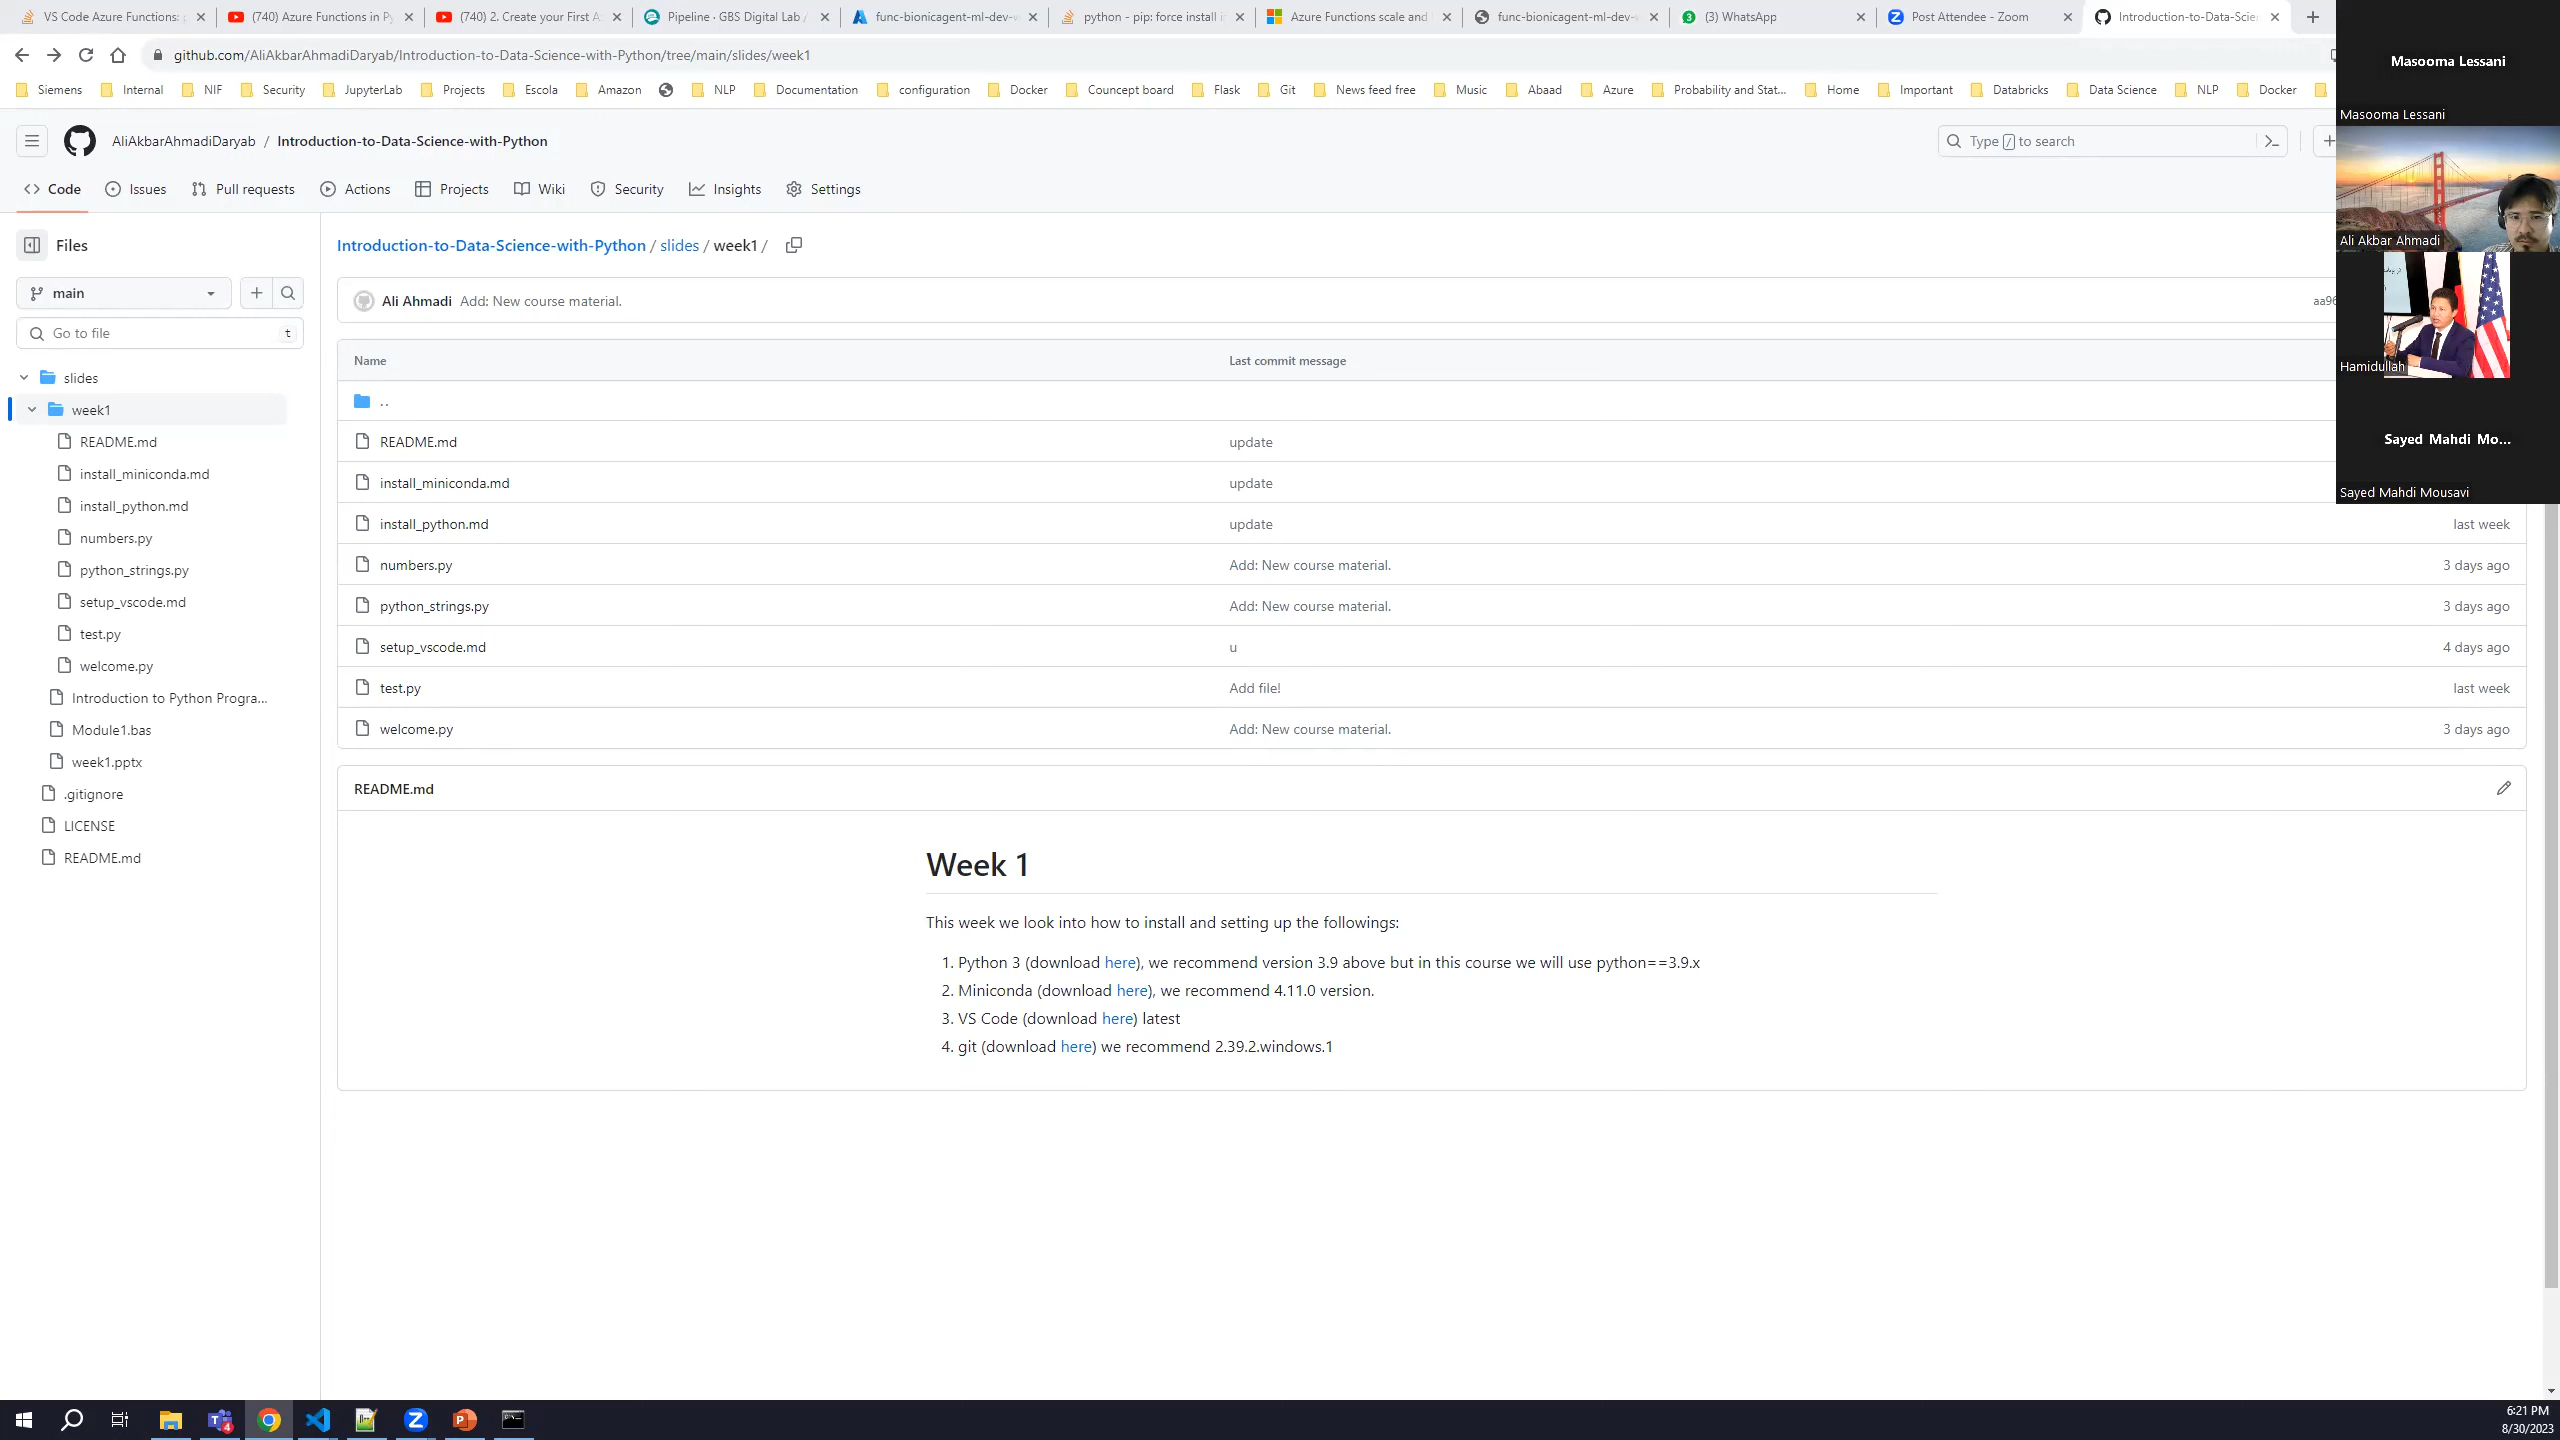 VS Code Azure Functions: p
(740) Azure Functions in Py
(740) 2. Create your First A
Pipeline · GBS Digital Lab /
func-bionicagent-ml-dev-
python - pip: force install i
Azure Functions scale and
func-bionicagent-ml-dev-
(3) WhatsApp
Post Attendee - Zoom
Introduction-to-Data-Scie
github.com/AliAkbarAhmadiDaryab/Introduction-to-Data-Science-with-Python/tree/main/slides/week1
Siemens Internal NIF Security JupyterLab Projects Escola Amazon NLP Documentation configuration Docker Councept board Flask Git News feed free Music Abaad Azure Probability and Stat... Home Important Databricks Data Science NLP Docker
AliAkbarAhmadiDaryab / Introduction-to-Data-Science-with-Python
Type / to search
Code Issues Pull requests Actions Projects Wiki Security Insights Settings
Files
main
Go to file t
slides
week1
README.md
install_miniconda.md
install_python.md
numbers.py
python_strings.py
setup_vscode.md
test.py
welcome.py
Introduction to Python Progra...
Module1.bas
week1.pptx
.gitignore
LICENSE
README.md
Introduction-to-Data-Science-with-Python / slides / week1 /
Ali Ahmadi Add: New course material. aa96
Name Last commit message
..
README.md update
install_miniconda.md update
install_python.md update last week
numbers.py Add: New course material. 3 days ago
python_strings.py Add: New course material. 3 days ago
setup_vscode.md u 4 days ago
test.py Add file! last week
welcome.py Add: New course material. 3 days ago
README.md
Week 1
This week we look into how to install and setting up the followings:
1. Python 3 (download here), we recommend version 3.9 above but in this course we will use python==3.9.x
2. Miniconda (download here), we recommend 4.11.0 version.
3. VS Code (download here) latest
4. git (download here) we recommend 2.39.2.windows.1
Masooma Lessani
Masooma Lessani
Ali Akbar Ahmadi
Hamidullah
Sayed Mahdi Mo...
Sayed Mahdi Mousavi
4
6:21 PM
8/30/2023